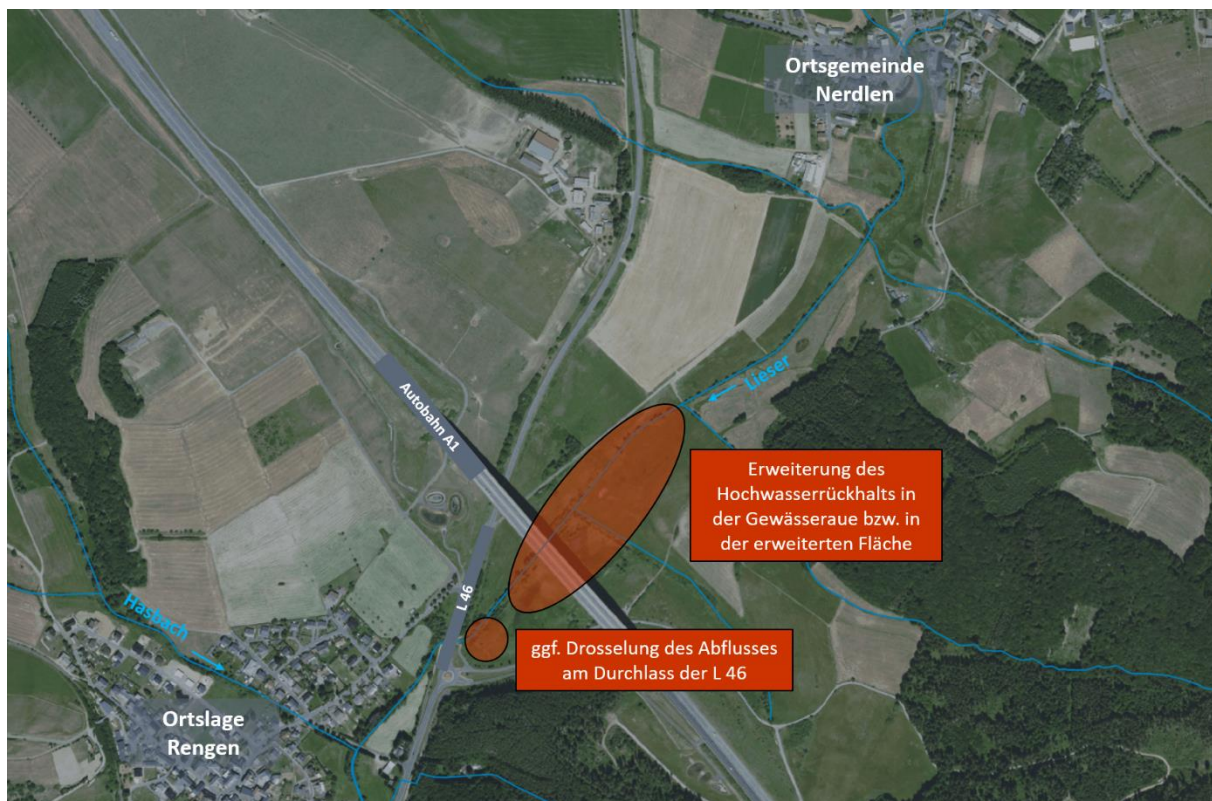 Ortsgemeinde
Nerdlen
Lieser
Autobahn A1
Erweiterung des
Hochwasserrückhalts in
der Gewässeraue bzw. in
der erweiterten Fläche
L 46
Hasbach
ggf. Drosselung des Abflusses
am Durchlass der L 46
Ortslage
Rengen